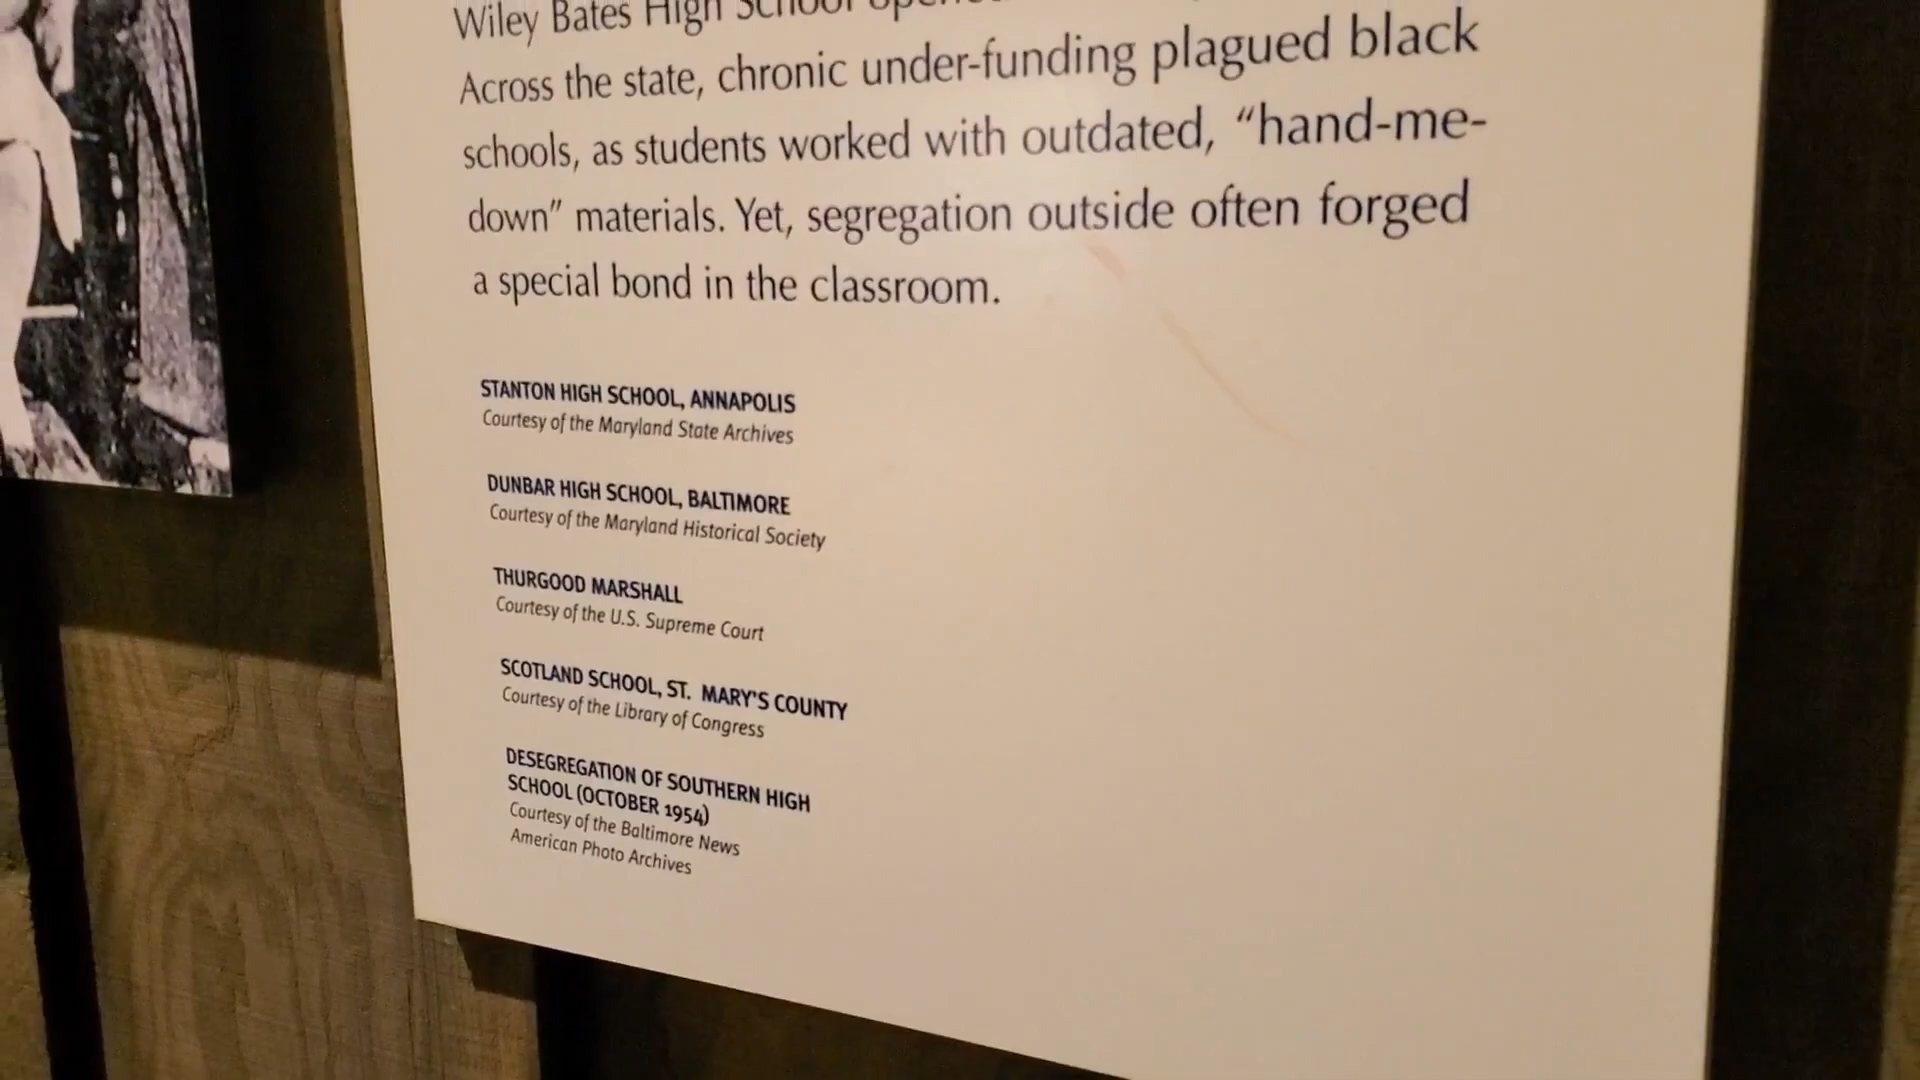 Wiley Bates High School
Across the state, chronic under-funding plagued black
schools, as students worked with outdated, “hand-me-
down” materials. Yet, segregation outside often forged
a special bond in the classroom.
STANTON HIGH SCHOOL, ANNAPOLIS
Courtesy of the Maryland State Archives
DUNBAR HIGH SCHOOL, BALTIMORE
Courtesy of the Maryland Historical Society
THURGOOD MARSHALL
Courtesy of the U.S. Supreme Court
SCOTLAND SCHOOL, ST. MARY'S COUNTY
Courtesy of the Library of Congress
DESEGREGATION OF SOUTHERN HIGH
SCHOOL (OCTOBER 1954)
Courtesy of the Baltimore News
American Photo Archives